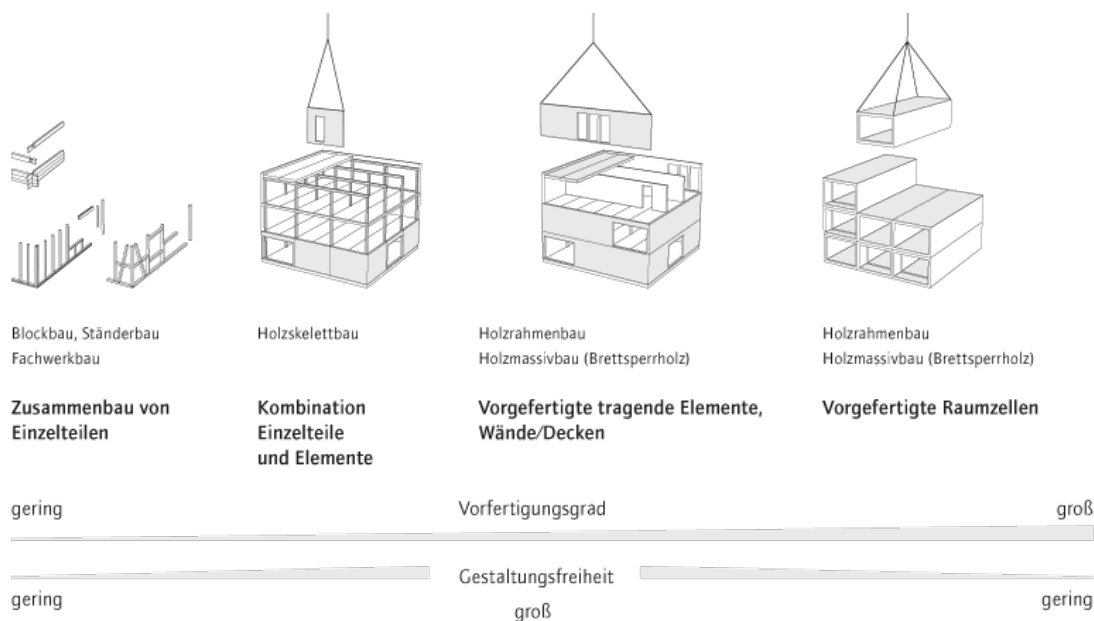 Blockbau, Ständerbau
Fachwerkbau
Holzskelettbau
Holzrahmenbau
Holzmassivbau (Brettsperrholz)
Holzrahmenbau
Holzmassivbau (Brettsperrholz)
Zusammenbau von
Einzelteilen
Kombination
Einzelteile
und Elemente
Vorgefertigte tragende Elemente,
Wände/Decken
Vorgefertigte Raumzellen
gering
Vorfertigungsgrad
groß
Gestaltungsfreiheit
gering
groß
gering